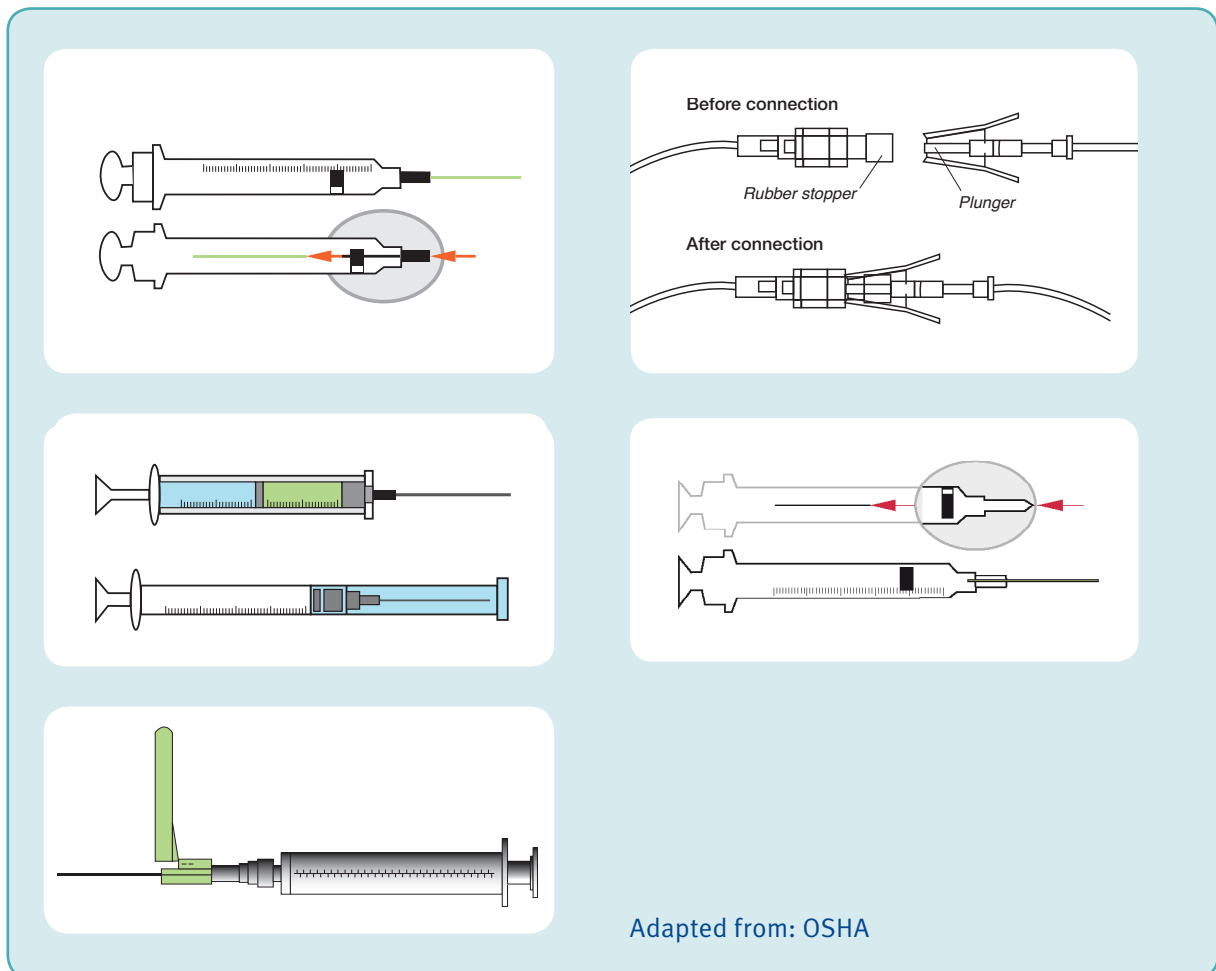 Before connection
Rubber stopper
Plunger
After connection
Adapted from: OSHA